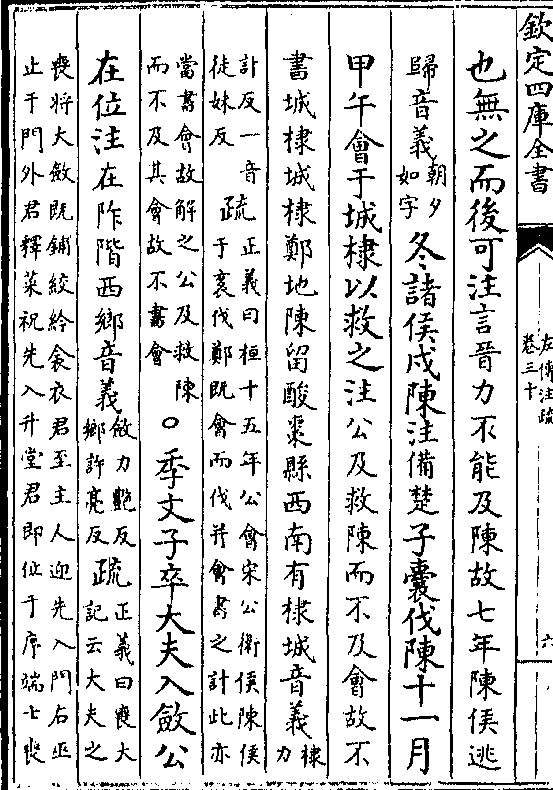 欽定四庫全書
左傳注疏
卷三十
六
也無之而後可注言晉力不能及陳故七年陳侯逃
歸音義朝夕
如字冬諸侯戍陳注備楚子囊伐陳十一月
甲午會于城棣以救之注公及救陳而不及會故不
書城棣城棣鄭地陳留酸棗縣西南有棣城音義棣
力
計反一音
徒妹反疏正義曰桓十五年公會宋公衛侯陳侯
于袲伐鄭既會而伐并會書之計此亦
當書會故解之公及救陳
而不及其會故不書會○季文子卒大夫入斂公
在位注在阼階西鄉音義斂力艷反
鄉許亮反疏正義曰喪大
記云大夫之
喪將大斂既鋪絞紟衾衣君至主人迎先入門右巫
止于門外君釋菜祝先入升堂君即位于序端士喪